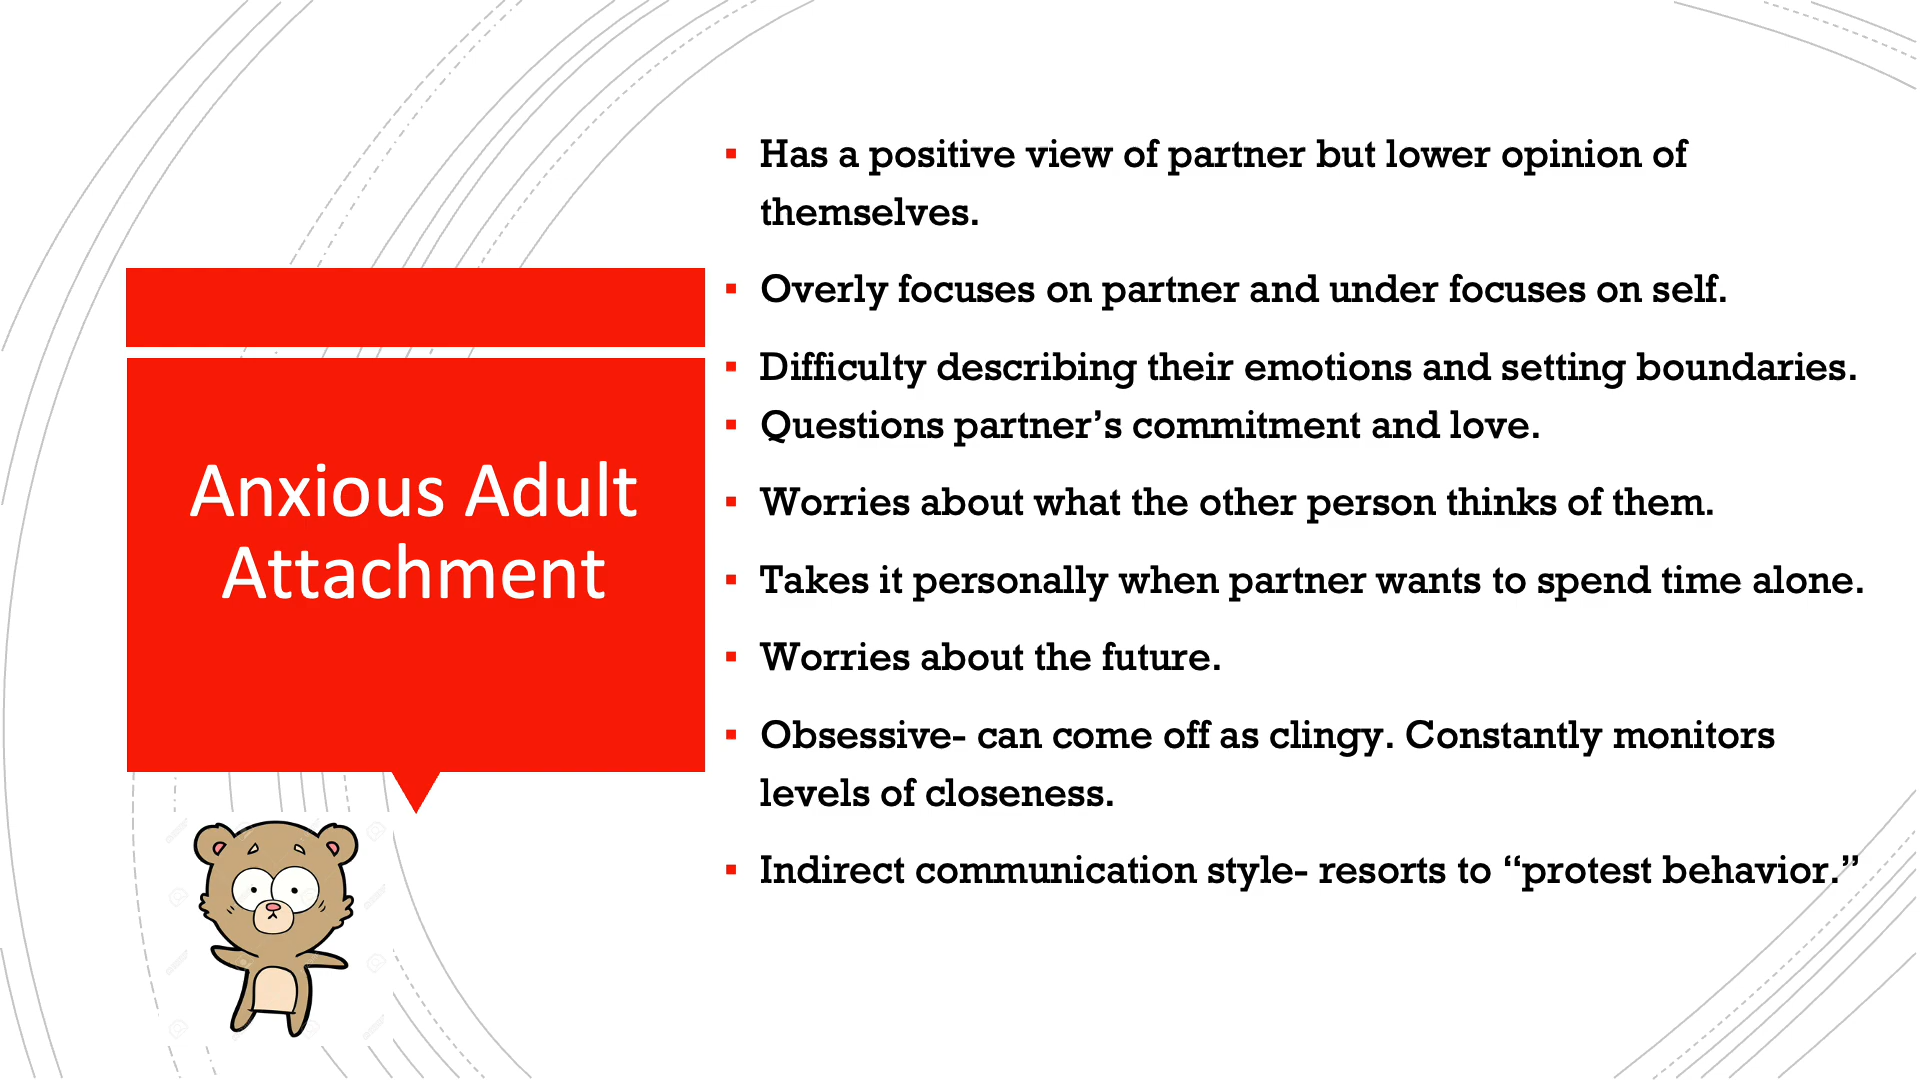 Anxious Adult
Attachment
▪ Has a positive view of partner but lower opinion of
themselves.
▪ Overly focuses on partner and under focuses on self.
▪ Difficulty describing their emotions and setting boundaries.
▪ Questions partner’s commitment and love.
▪ Worries about what the other person thinks of them.
▪ Takes it personally when partner wants to spend time alone.
▪ Worries about the future.
▪ Obsessive- can come off as clingy. Constantly monitors
levels of closeness.
▪ Indirect communication style- resorts to “protest behavior.”